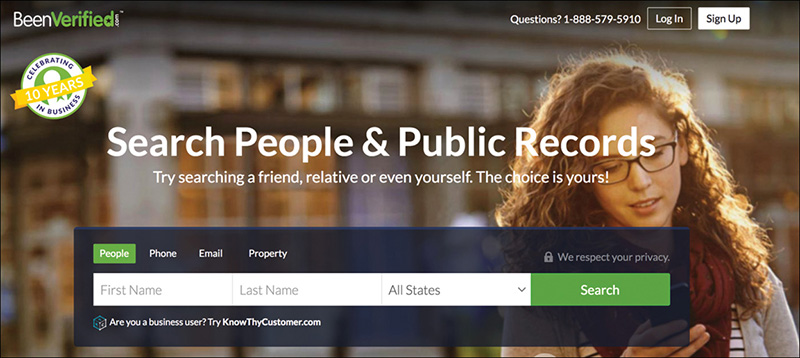 BeenVerified.com™
Questions? 1-888-579-5910
Log In
Sign Up
CELEBRATING
10 YEARS
IN BUSINESS
Search People & Public Records
Try searching a friend, relative or even yourself. The choice is yours!
People Phone Email Property
We respect your privacy.
First Name Last Name All States Search
Are you a business user? Try KnowThyCustomer.com